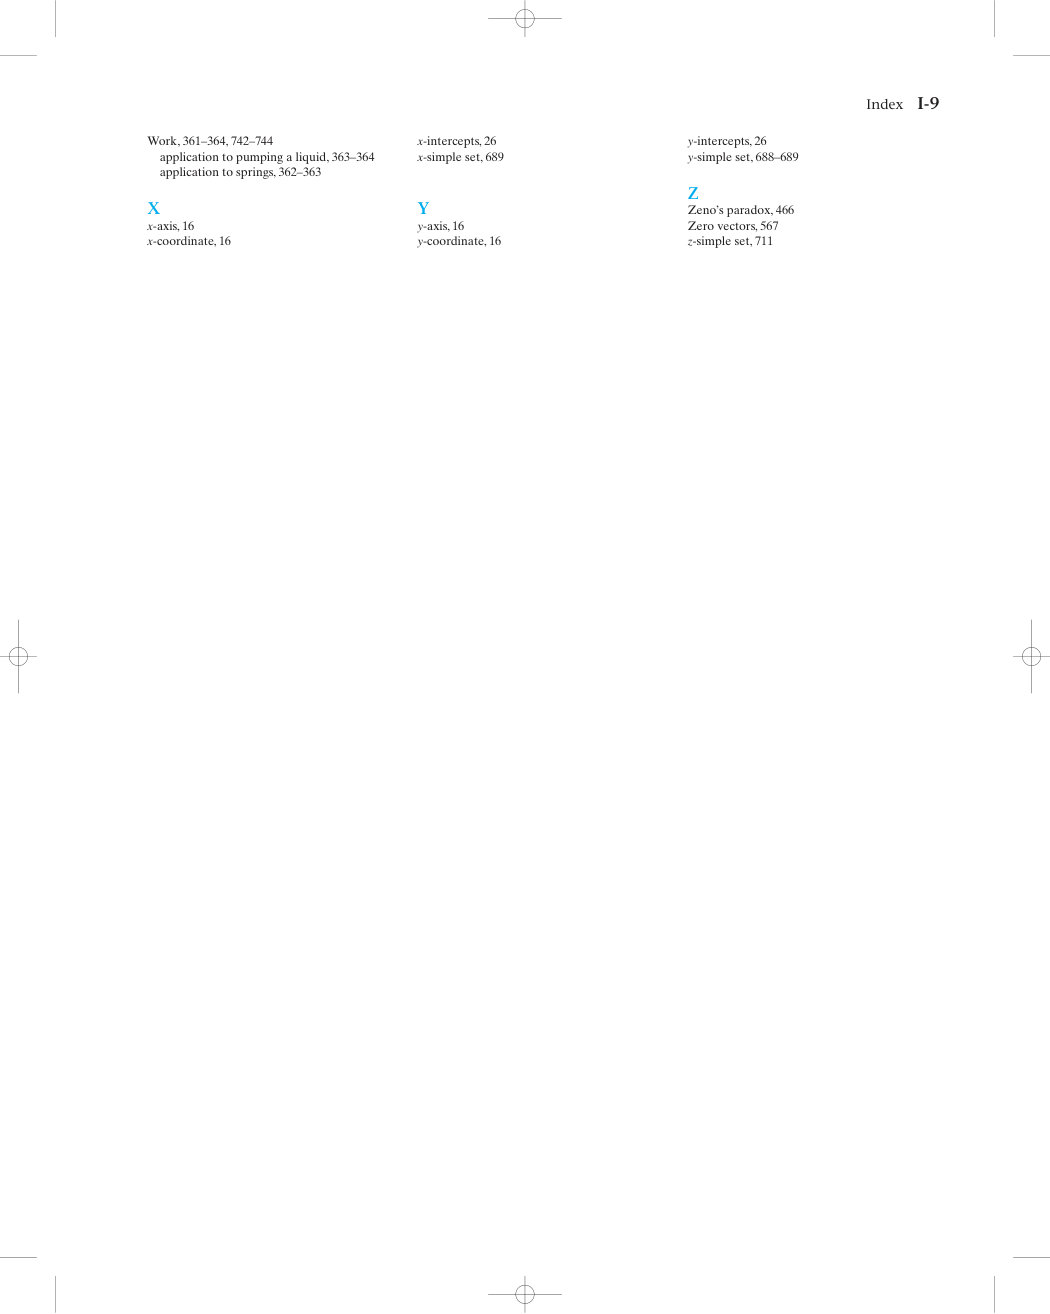 Index I-9
Work, 361–364, 742–744
application to pumping a liquid, 363–364
application to springs, 362–363
X
x-axis, 16
x-coordinate, 16
x-intercepts, 26
x-simple set, 689
Y
y-axis, 16
y-coordinate, 16
y-intercepts, 26
y-simple set, 688–689
Z
Zeno's paradox, 466
Zero vectors, 567
z-simple set, 711